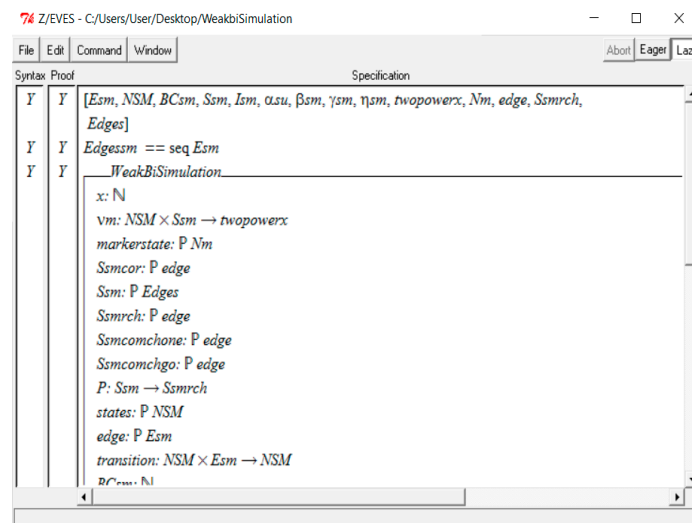 Z/EVES - C:/Users/User/Desktop/WeakbiSimulation
File Edit Command Window Abort Eager Laz
Syntax Proof Specification
Y Y [Esm, NSM, BCsm, Ssm, Ism, αsu, βsm, γsm, ηsm, twopowerx, Nm, edge, Ssmrch,
Edges]
Y Y Edgessm == seq Esm
Y Y WeakBiSimulation
x: ℕ
vm: NSM × Ssm → twopowerx
markerstate: ℙ Nm
Ssmcor: ℙ edge
Ssm: ℙ Edges
Ssmrch: ℙ edge
Ssmcomchone: ℙ edge
Ssmcomchgo: ℙ edge
P: Ssm → Ssmrch
states: ℙ NSM
edge: ℙ Esm
transition: NSM × Esm → NSM
BCsm: ℕ